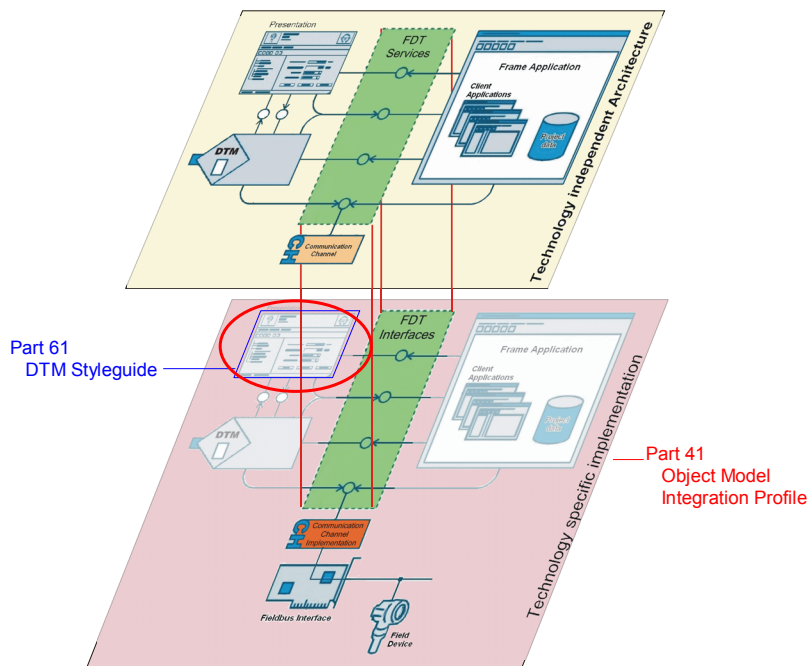 Presentation
FDT
Services
Frame Application
Client
Applications
Project
data
DTM
CH
Communication
Channel
Technology independent Architecture
FDT
Interfaces
Frame Application
Client
Applications
Project
data
DTM
Part 61
DTM Styleguide
Part 41
Object Model
Integration Profile
CH
Communication
Channel
Implementation
Fieldbus Interface
Field
Device
Technology specific implementation